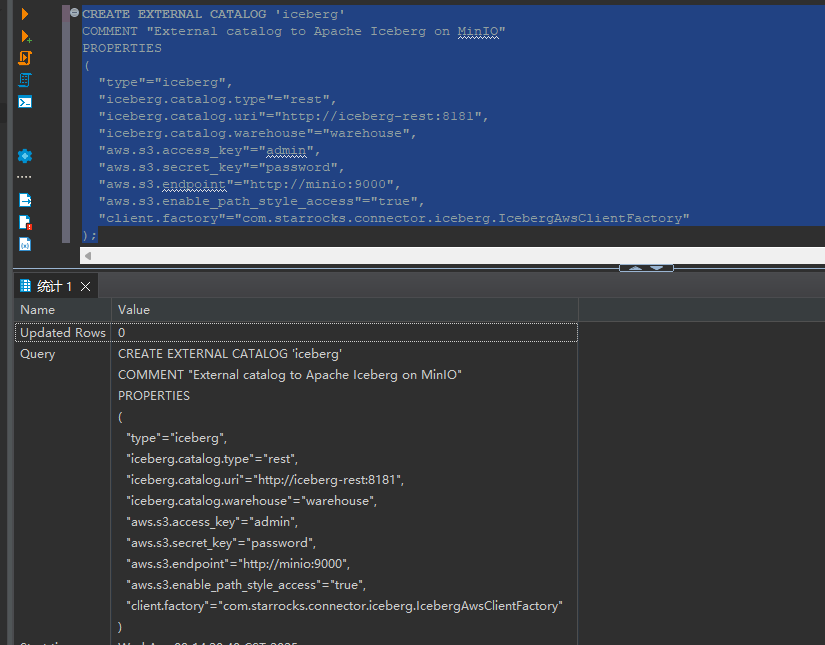 CREATE EXTERNAL CATALOG 'iceberg'
COMMENT "External catalog to Apache Iceberg on MinIO"
PROPERTIES
(
"type"="iceberg",
"iceberg.catalog.type"="rest",
"iceberg.catalog.uri"="http://iceberg-rest:8181",
"iceberg.catalog.warehouse"="warehouse",
"aws.s3.access_key"="admin",
"aws.s3.secret_key"="password",
"aws.s3.endpoint"="http://minio:9000",
"aws.s3.enable_path_style_access"="true",
"client.factory"="com.starrocks.connector.iceberg.IcebergAwsClientFactory"
);
统计 1
Name Value
Updated Rows 0
Query CREATE EXTERNAL CATALOG 'iceberg'
COMMENT "External catalog to Apache Iceberg on MinIO"
PROPERTIES
(
"type"="iceberg",
"iceberg.catalog.type"="rest",
"iceberg.catalog.uri"="http://iceberg-rest:8181",
"iceberg.catalog.warehouse"="warehouse",
"aws.s3.access_key"="admin",
"aws.s3.secret_key"="password",
"aws.s3.endpoint"="http://minio:9000",
"aws.s3.enable_path_style_access"="true",
"client.factory"="com.starrocks.connector.iceberg.IcebergAwsClientFactory"
)